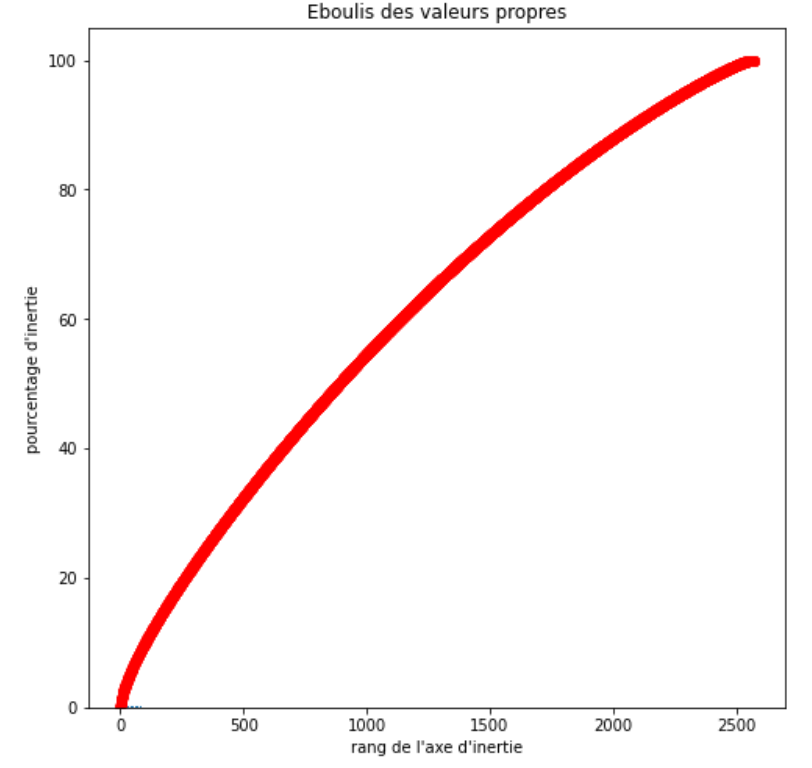 Eboulis des valeurs propres
pourcentage d'inertie
100
80
60
40
20
0
0 500 1000 1500 2000 2500
rang de l'axe d'inertie